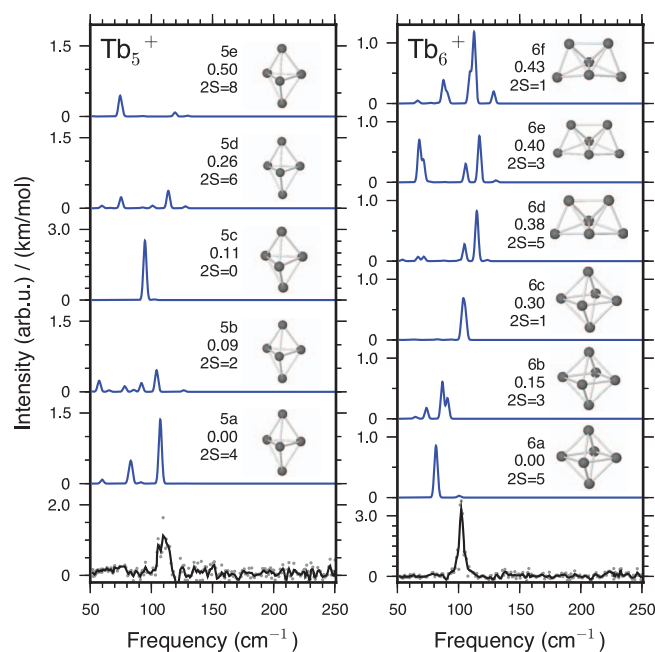 Intensity (arb.u.) / (km/mol)
Tb5+
1.5
0
5e
0.50
2S=8
1.5
0
5d
0.26
2S=6
3.0
0
5c
0.11
2S=0
1.5
0
5b
0.09
2S=2
1.5
0
5a
0.00
2S=4
2.0
0
50 100 150 200 250
Frequency (cm−1)
Tb6+
1.0
0
6f
0.43
2S=1
1.0
0
6e
0.40
2S=3
1.0
0
6d
0.38
2S=5
1.0
0
6c
0.30
2S=1
1.0
0
6b
0.15
2S=3
1.0
0
6a
0.00
2S=5
3.0
0
100 150 200 250
Frequency (cm−1)